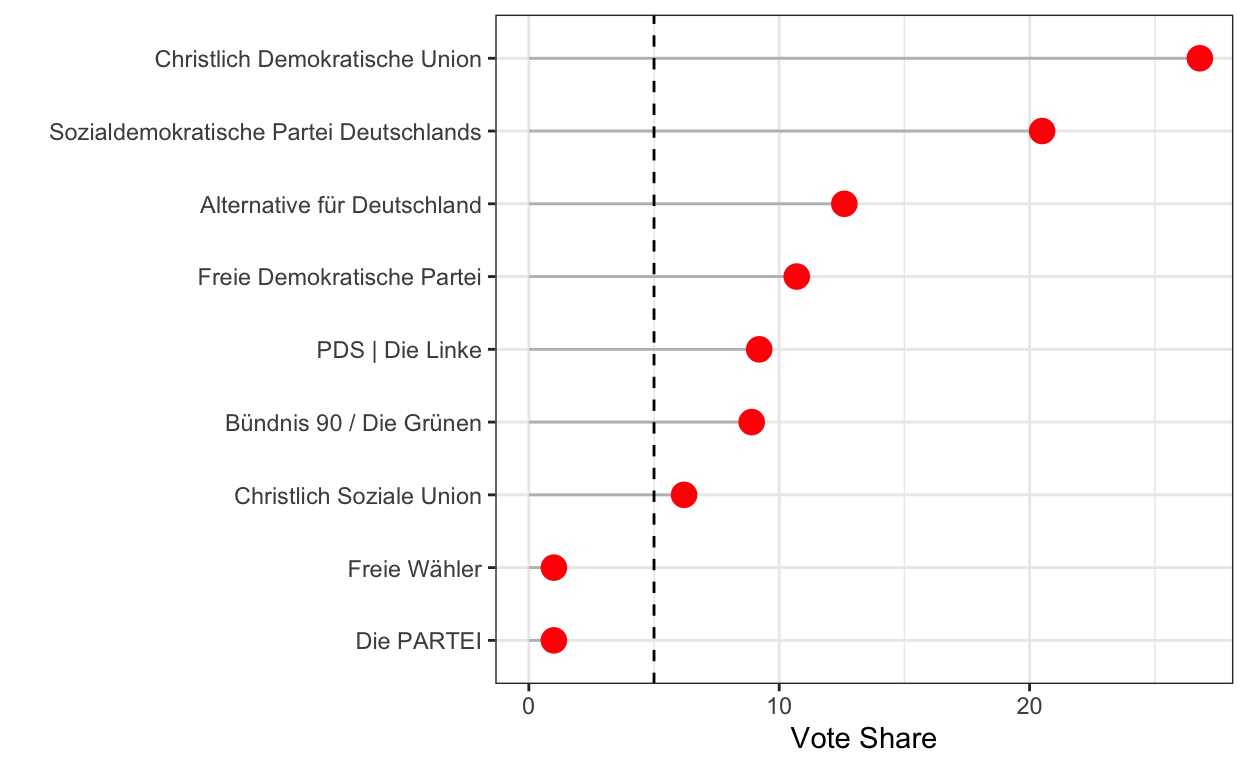 Christlich Demokratische Union
Sozialdemokratische Partei Deutschlands
Alternative für Deutschland
Freie Demokratische Partei
PDS | Die Linke
Bündnis 90 / Die Grünen
Christlich Soziale Union
Freie Wähler
Die PARTEI
0 10 20
Vote Share